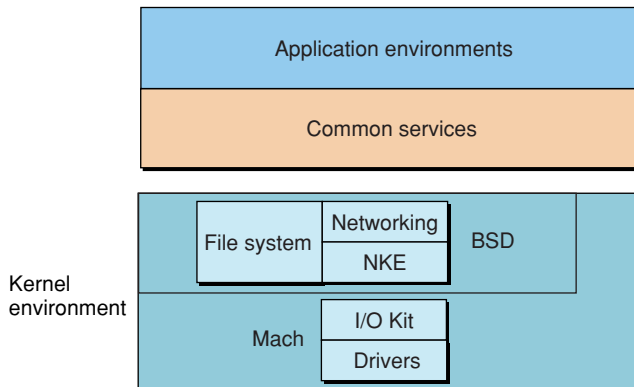 Application environments
Common services
Networking
File system
BSD
NKE
Kernel
environment
I/O Kit
Mach
Drivers